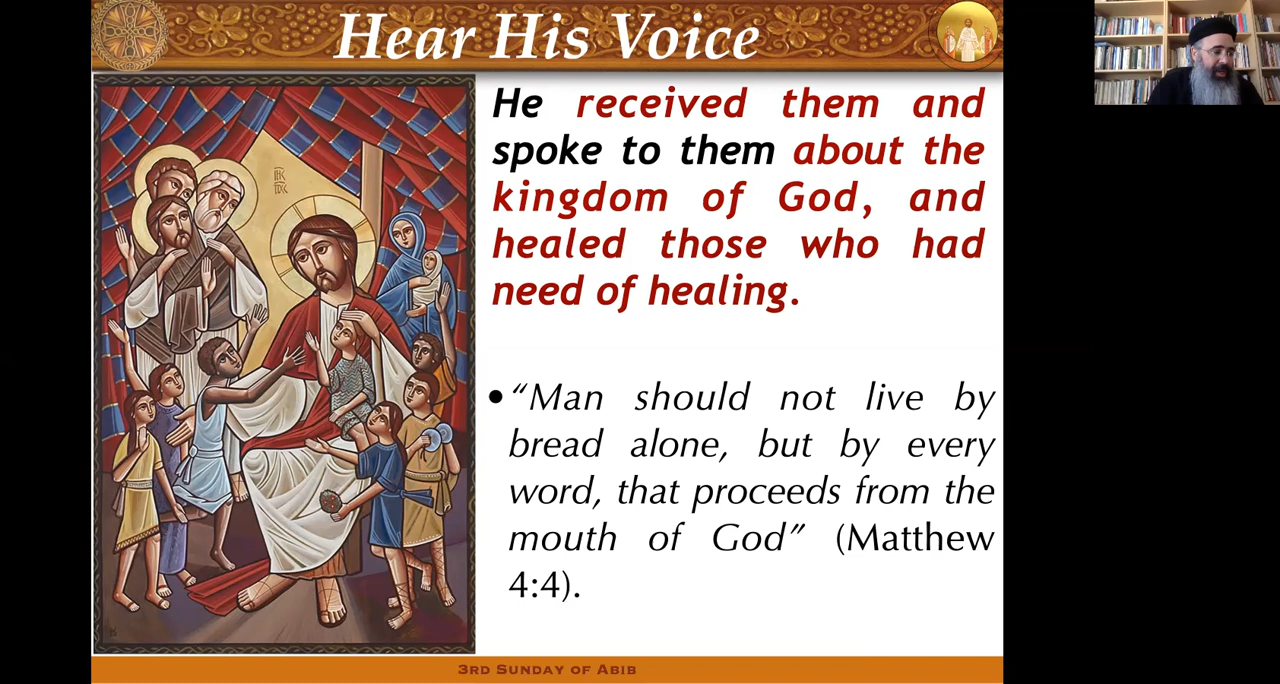 Hear His Voice
He received them and
spoke to them about the
kingdom of God, and
healed those who had
need of healing.
•“Man should not live by
bread alone, but by every
word, that proceeds from the
mouth of God” (Matthew
4:4).
3RD SUNDAY OF ABIB